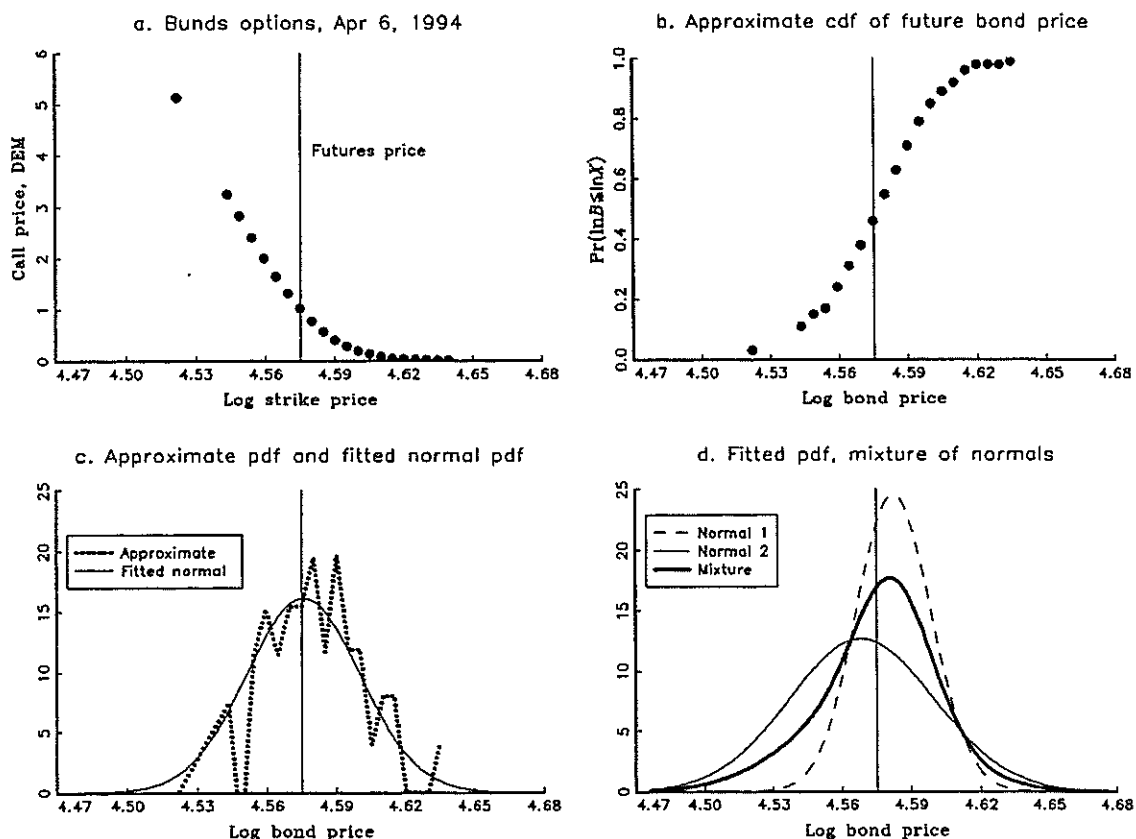 a. Bunds options, Apr 6, 1994
Call price, DEM
6
5
4
3
2
1
0
Futures price
4.47 4.50 4.53 4.56 4.59 4.62 4.65 4.68
Log strike price
b. Approximate cdf of future bond price
Pr(lnB≤lnX)
1.0
0.8
0.6
0.4
0.2
0.0
4.47 4.50 4.53 4.56 4.59 4.62 4.65 4.68
Log bond price
c. Approximate pdf and fitted normal pdf
25
20
15
10
5
0
Approximate
Fitted normal
4.47 4.50 4.53 4.56 4.59 4.62 4.65 4.68
Log bond price
d. Fitted pdf, mixture of normals
25
20
15
10
5
0
Normal 1
Normal 2
Mixture
4.47 4.50 4.53 4.56 4.59 4.62 4.65 4.68
Log bond price